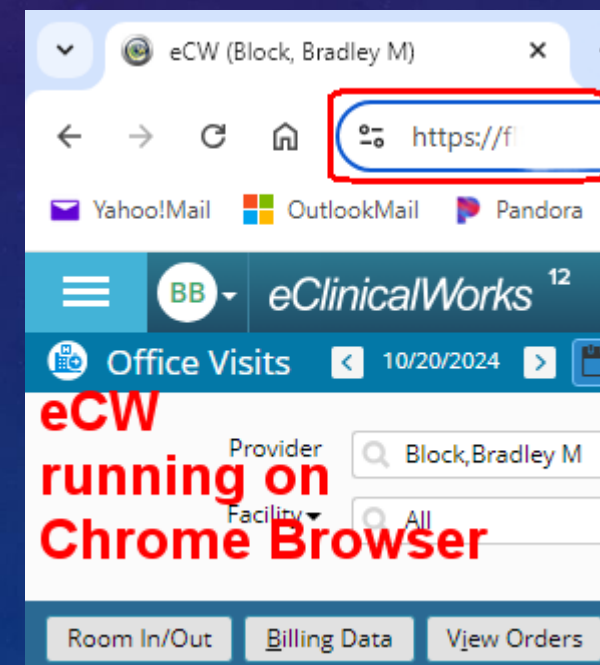 eCW (Block, Bradley M)
https://f
Yahoo!Mail OutlookMail Pandora
BB eClinicalWorks 12
Office Visits 10/20/2024
eCW
Provider Block,Bradley M
running on
Facility All
Chrome Browser
Room In/Out Billing Data View Orders